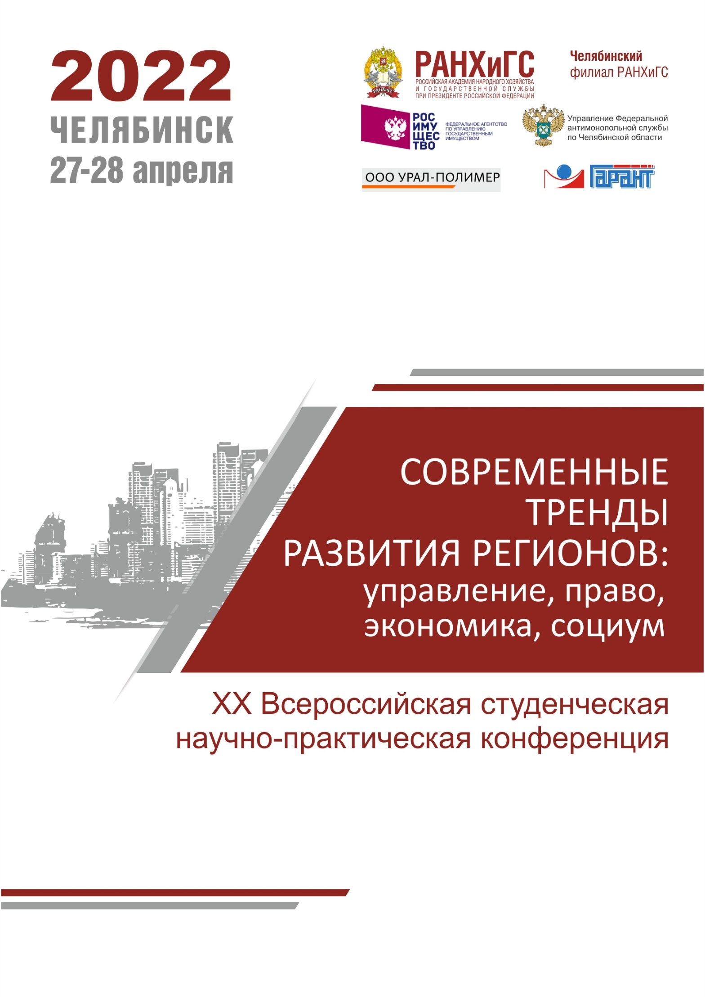 2022
ЧЕЛЯБИНСК
27-28 апреля
РАНХиГС
РАНХиГС
РОССИЙСКАЯ АКАДЕМИЯ НАРОДНОГО ХОЗЯЙСТВА
И ГОСУДАРСТВЕННОЙ СЛУЖБЫ
ПРИ ПРЕЗИДЕНТЕ РОССИЙСКОЙ ФЕДЕРАЦИИ
Челябинский
филиал РАНХиГС
РОС
ИМУ
ЩЕС
ТВО
ФЕДЕРАЛЬНОЕ АГЕНТСТВО
ПО УПРАВЛЕНИЮ
ГОСУДАРСТВЕННЫМ
ИМУЩЕСТВОМ
Управление Федеральной
антимонопольной службы
по Челябинской области
ООО УРАЛ-ПОЛИМЕР
ГАРАНТ
СОВРЕМЕННЫЕ
ТРЕНДЫ
РАЗВИТИЯ РЕГИОНОВ:
управление, право,
экономика, социум
XX Всероссийская студенческая
научно-практическая конференция